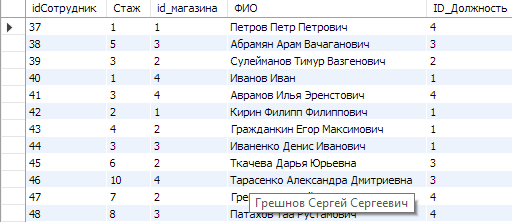 idСотрудник Стаж id_магазина ФИО ID_Должность
37 1 1 Петров Петр Петрович 4
38 5 3 Абрамян Арам Вачаганович 3
39 3 2 Сулейманов Тимур Вазгенович 2
40 1 4 Иванов Иван 1
41 3 4 Аврамов Илья Эренстович 4
42 2 1 Кирин Филипп Филиппович 1
43 4 2 Гражданкин Егор Максимович 1
44 3 3 Иваненко Денис Иванович 1
45 6 2 Ткачева Дарья Юрьевна 3
46 10 4 Тарасенко Александра Дмитриевна 3
47 7 2 Гре 4
Грешнов Сергей Сергеевич
48 8 3 Патахов Таа Рустамович 4